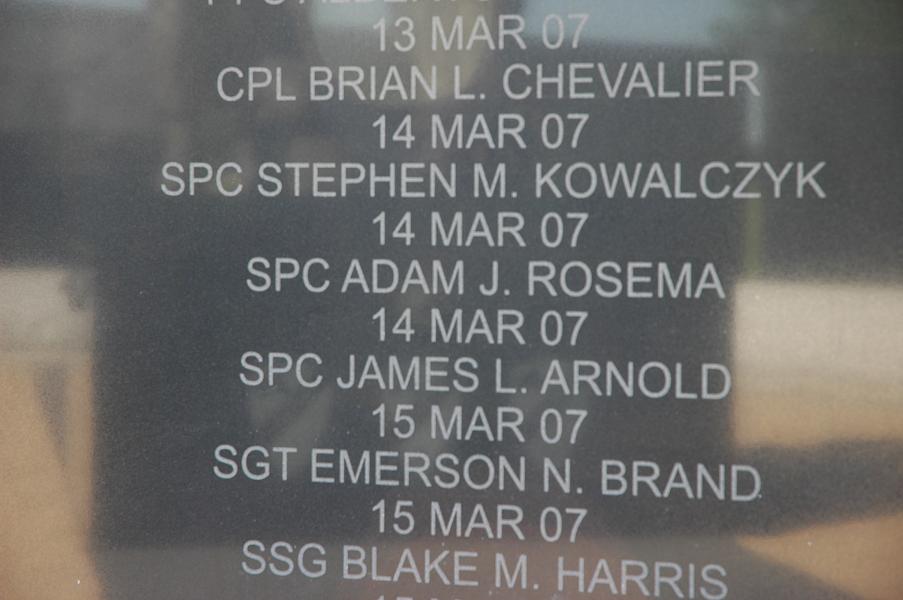 13 MAR 07
CPL BRIAN L. CHEVALIER
14 MAR 07
SPC STEPHEN M. KOWALCZYK
14 MAR 07
SPC ADAM J. ROSEMA
14 MAR 07
SPC JAMES L. ARNOLD
15 MAR 07
SGT EMERSON N. BRAND
15 MAR 07
SSG BLAKE M. HARRIS